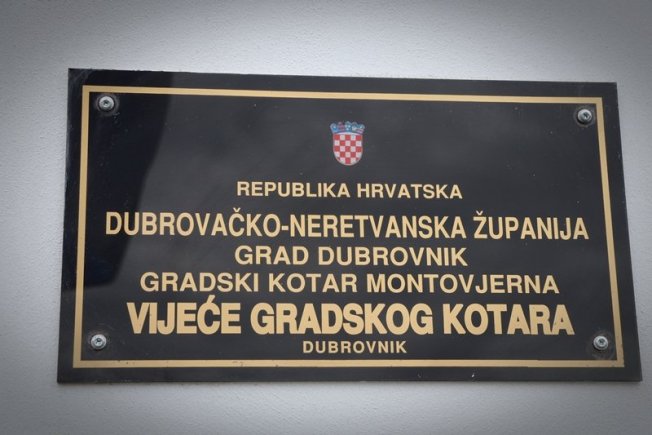 REPUBLIKA HRVATSKA
DUBROVAČKO-NERETVANSKA ŽUPANIJA
GRAD DUBROVNIK
GRADSKI KOTAR MONTOVJERNA
VIJEĆE GRADSKOG KOTARA
DUBROVNIK